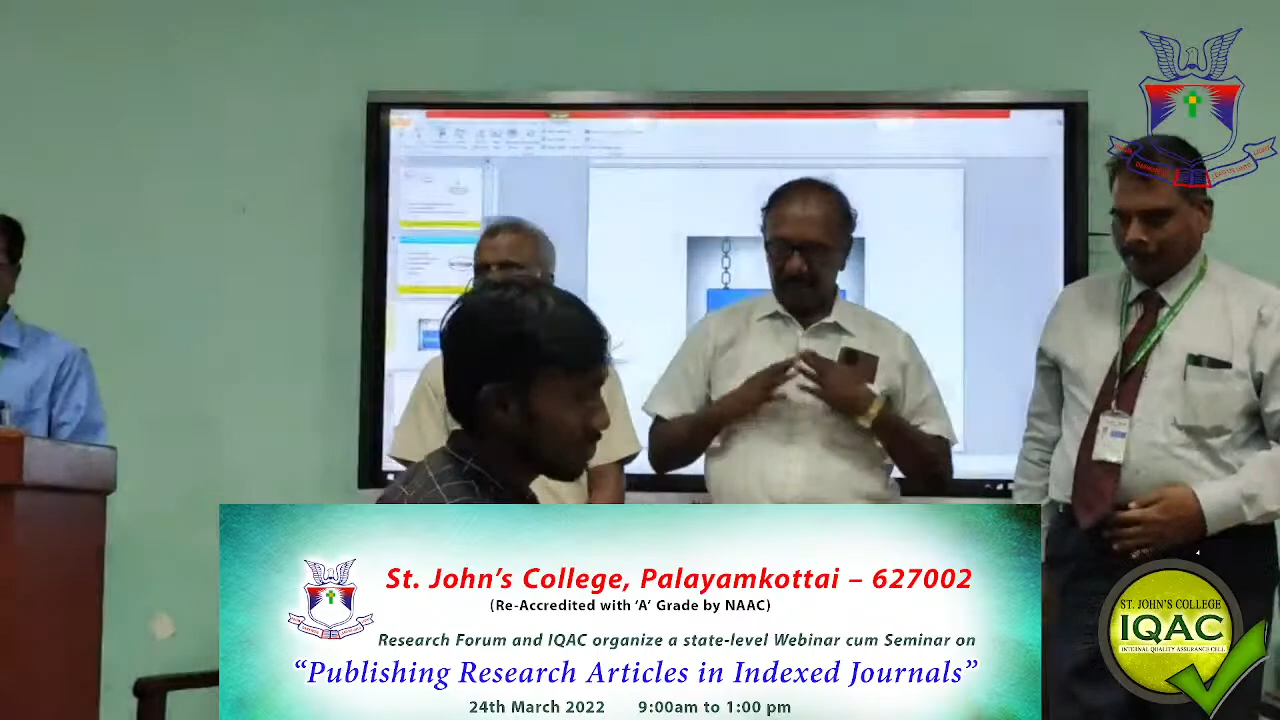 St. John's College, Palayamkottai – 627002
(Re-Accredited with 'A' Grade by NAAC)
Research Forum and IQAC organize a state-level Webinar cum Seminar on
“Publishing Research Articles in Indexed Journals”
24th March 2022 9:00am to 1:00 pm
ST. JOHN'S COLLEGE
IQAC
INTERNAL QUALITY ASSURANCE CELL